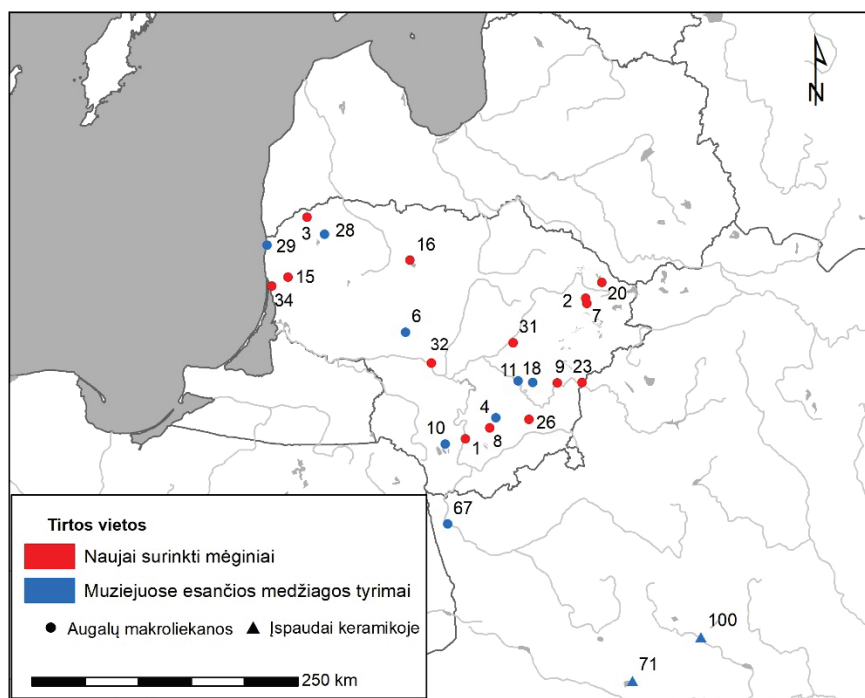 N
3
28
29
16
15
34
20
2
7
6
31
32
11 18 9 23
4
26
10
1
8
67
Tirtos vietos
Naujai surinkti mėginiai
Muziejuose esančios medžiagos tyrimai
Augalų makroliekanos Įspaudai keramikoje
250 km
100
71